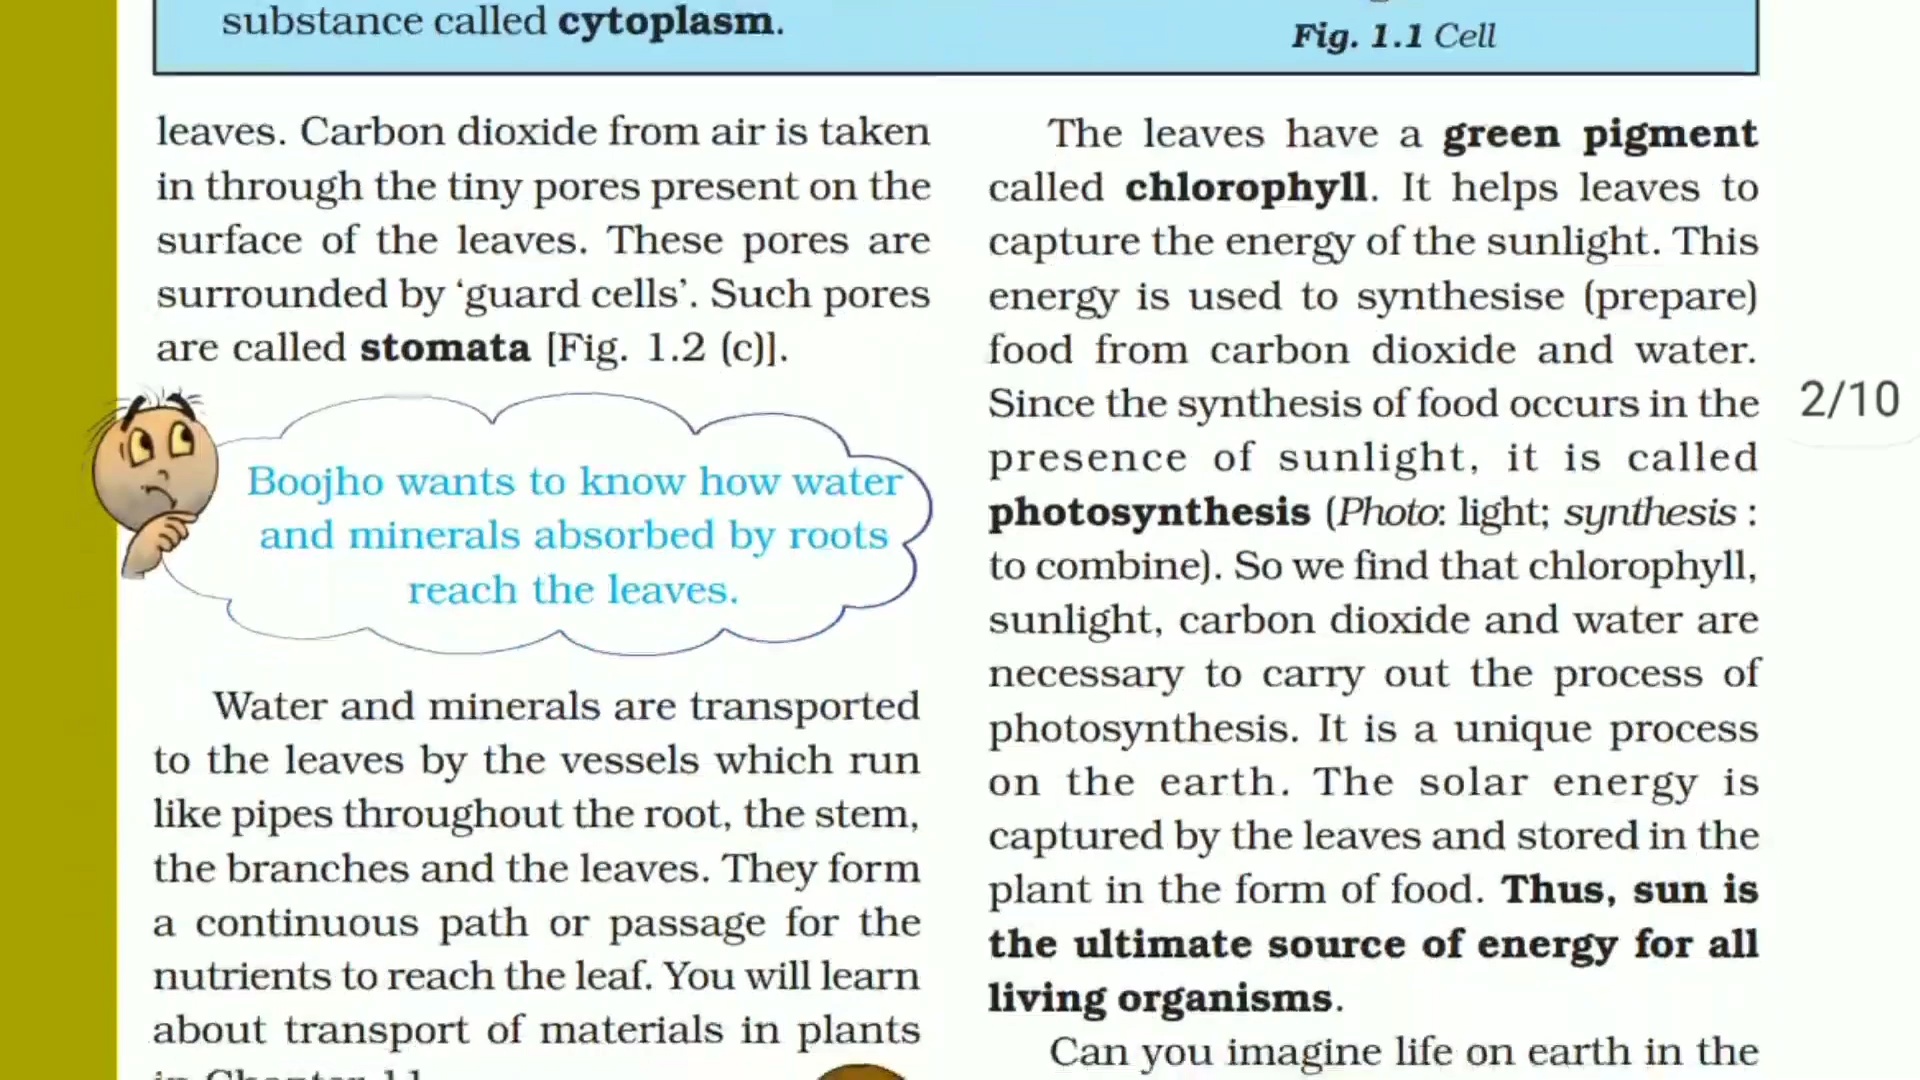 substance called cytoplasm.
Fig. 1.1 Cell
leaves. Carbon dioxide from air is taken
in through the tiny pores present on the
surface of the leaves. These pores are
surrounded by ‘guard cells’. Such pores
are called stomata [Fig. 1.2 (c)].
Boojho wants to know how water
and minerals absorbed by roots
reach the leaves.
Water and minerals are transported
to the leaves by the vessels which run
like pipes throughout the root, the stem,
the branches and the leaves. They form
a continuous path or passage for the
nutrients to reach the leaf. You will learn
about transport of materials in plants
in Chapter 11
The leaves have a green pigment
called chlorophyll. It helps leaves to
capture the energy of the sunlight. This
energy is used to synthesise (prepare)
food from carbon dioxide and water.
Since the synthesis of food occurs in the
presence of sunlight, it is called
photosynthesis (Photo: light; synthesis :
to combine). So we find that chlorophyll,
sunlight, carbon dioxide and water are
necessary to carry out the process of
photosynthesis. It is a unique process
on the earth. The solar energy is
captured by the leaves and stored in the
plant in the form of food. Thus, sun is
the ultimate source of energy for all
living organisms.
Can you imagine life on earth in the
2/10